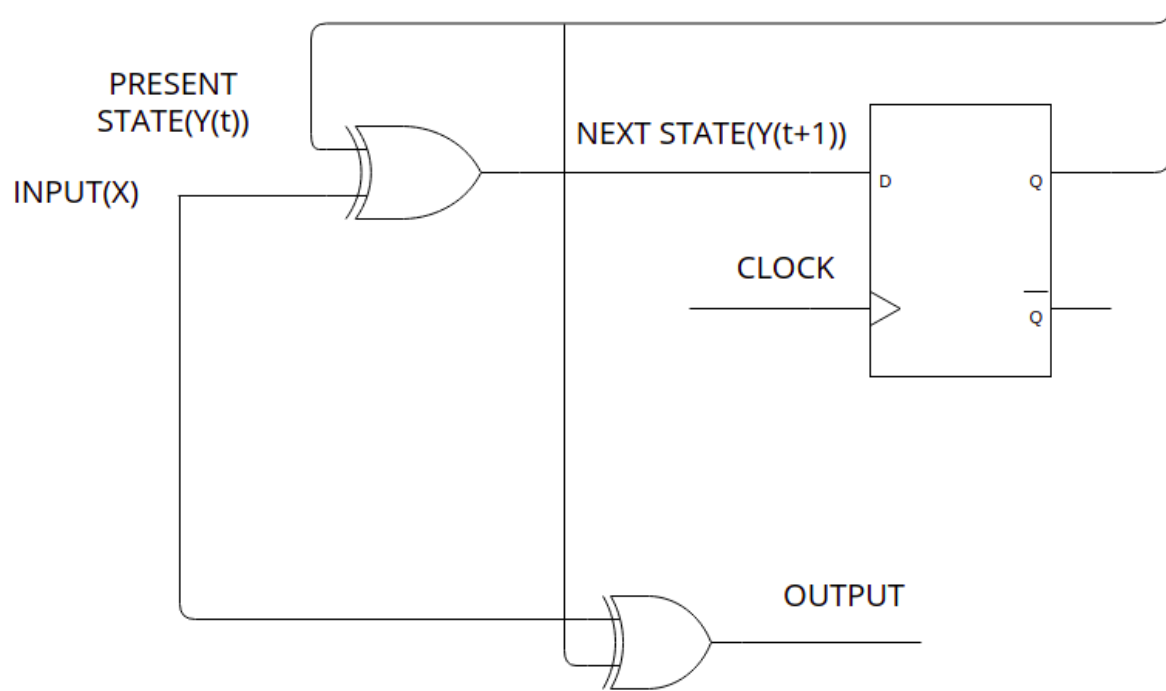 PRESENT
STATE(Y(t))
NEXT STATE(Y(t+1))
INPUT(X)
D
Q
CLOCK
Q
OUTPUT